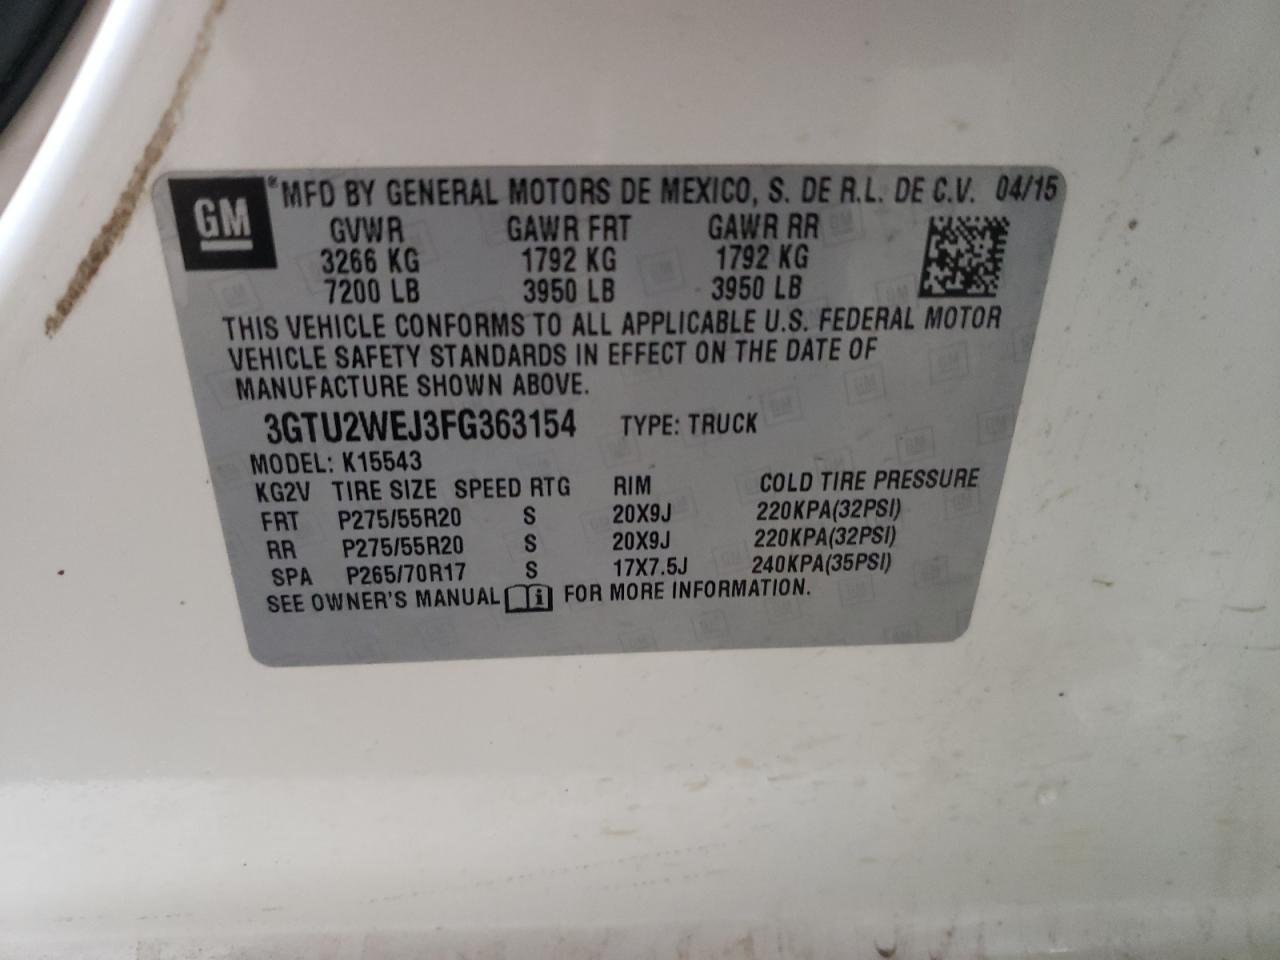 GM ® MFD BY GENERAL MOTORS DE MEXICO, S. DE R.L. DE C.V. 04/15
GVWR GAWR FRT GAWR RR
3266 KG 1792 KG 1792 KG
7200 LB 3950 LB 3950 LB
THIS VEHICLE CONFORMS TO ALL APPLICABLE U.S. FEDERAL MOTOR
VEHICLE SAFETY STANDARDS IN EFFECT ON THE DATE OF
MANUFACTURE SHOWN ABOVE.
3GTU2WEJ3FG363154 TYPE: TRUCK
MODEL: K15543
KG2V TIRE SIZE SPEED RTG RIM COLD TIRE PRESSURE
FRT P275/55R20 S 20X9J 220KPA(32PSI)
RR P275/55R20 S 20X9J 220KPA(32PSI)
SPA P265/70R17 S 17X7.5J 240KPA(35PSI)
SEE OWNER'S MANUAL i FOR MORE INFORMATION.